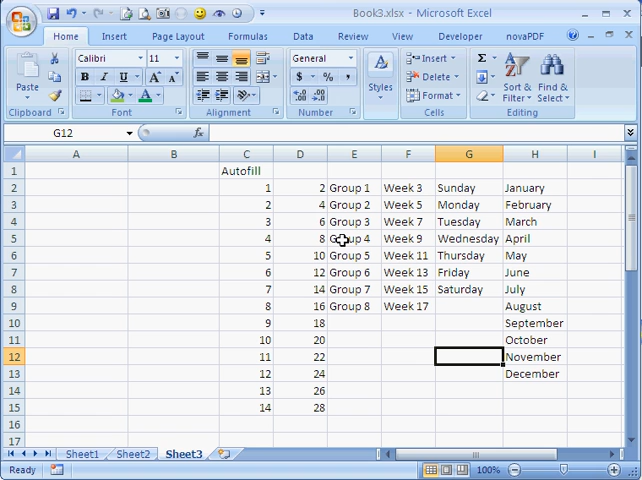 Book3.xlsx - Microsoft Excel
Home Insert Page Layout Formulas Data Review View Developer novaPDF
Calibri 11 General Insert Σ
Paste B I U A A $ % , Styles Delete Sort & Filter Find & Select
A Format
Clipboard Font Alignment Number Cells Editing
G12 fx
A B C D E F G H I
1 Autofill
2 1 2 Group 1 Week 3 Sunday January
3 2 4 Group 2 Week 5 Monday February
4 3 6 Group 3 Week 7 Tuesday March
5 4 8 Group 4 Week 9 Wednesday April
6 5 10 Group 5 Week 11 Thursday May
7 6 12 Group 6 Week 13 Friday June
8 7 14 Group 7 Week 15 Saturday July
9 8 16 Group 8 Week 17 August
10 9 18 September
11 10 20 October
12 11 22 November
13 12 24 December
14 13 26
15 14 28
16
17
Sheet1 Sheet2 Sheet3
Ready 100%